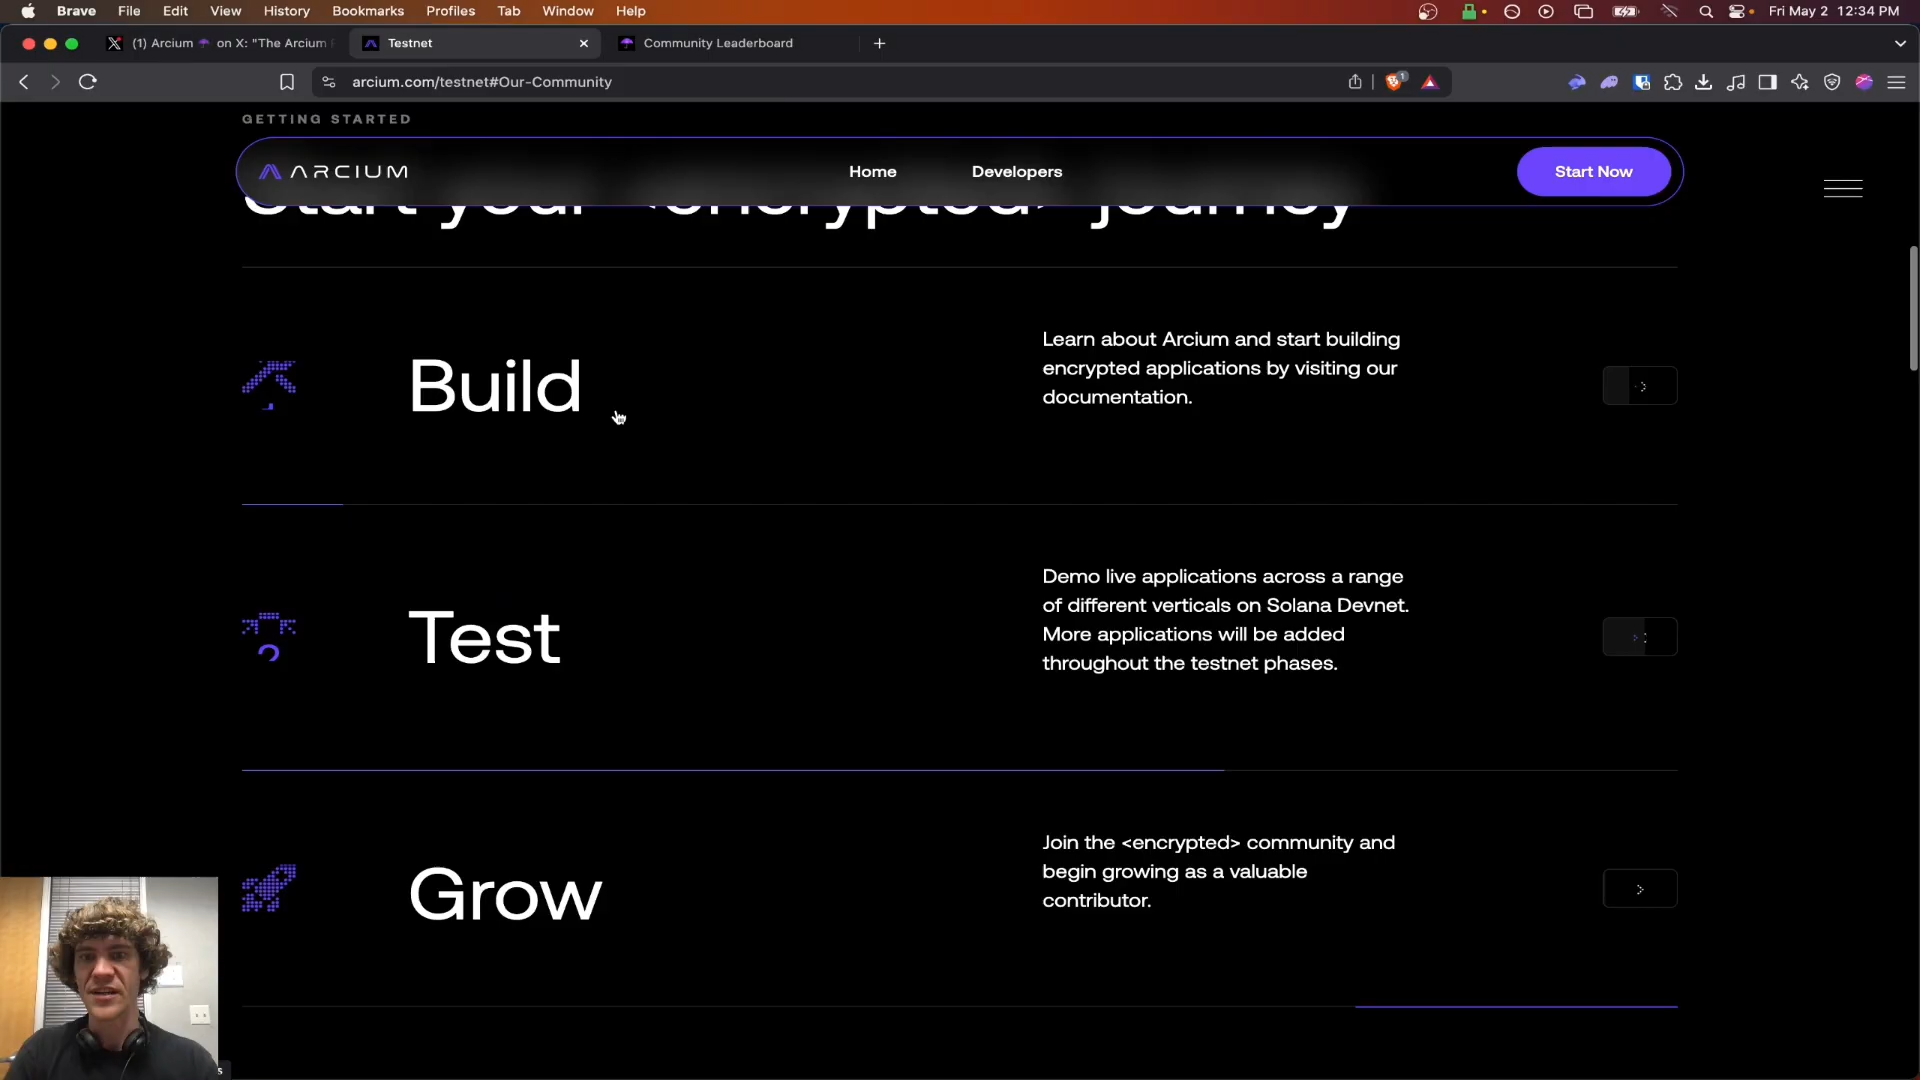 Brave File Edit View History Bookmarks Profiles Tab Window Help Fri May 2 12:34 PM
(1) Arcium on X: "The Arcium Testnet Community Leaderboard
arcium.com/testnet#Our-Community
GETTING STARTED
ARCIUM Home Developers Start Now
Start your <encrypted> journey
Build
Learn about Arcium and start building
encrypted applications by visiting our
documentation.
Test
Demo live applications across a range
of different verticals on Solana Devnet.
More applications will be added
throughout the testnet phases.
Grow
Join the <encrypted> community and
begin growing as a valuable
contributor.